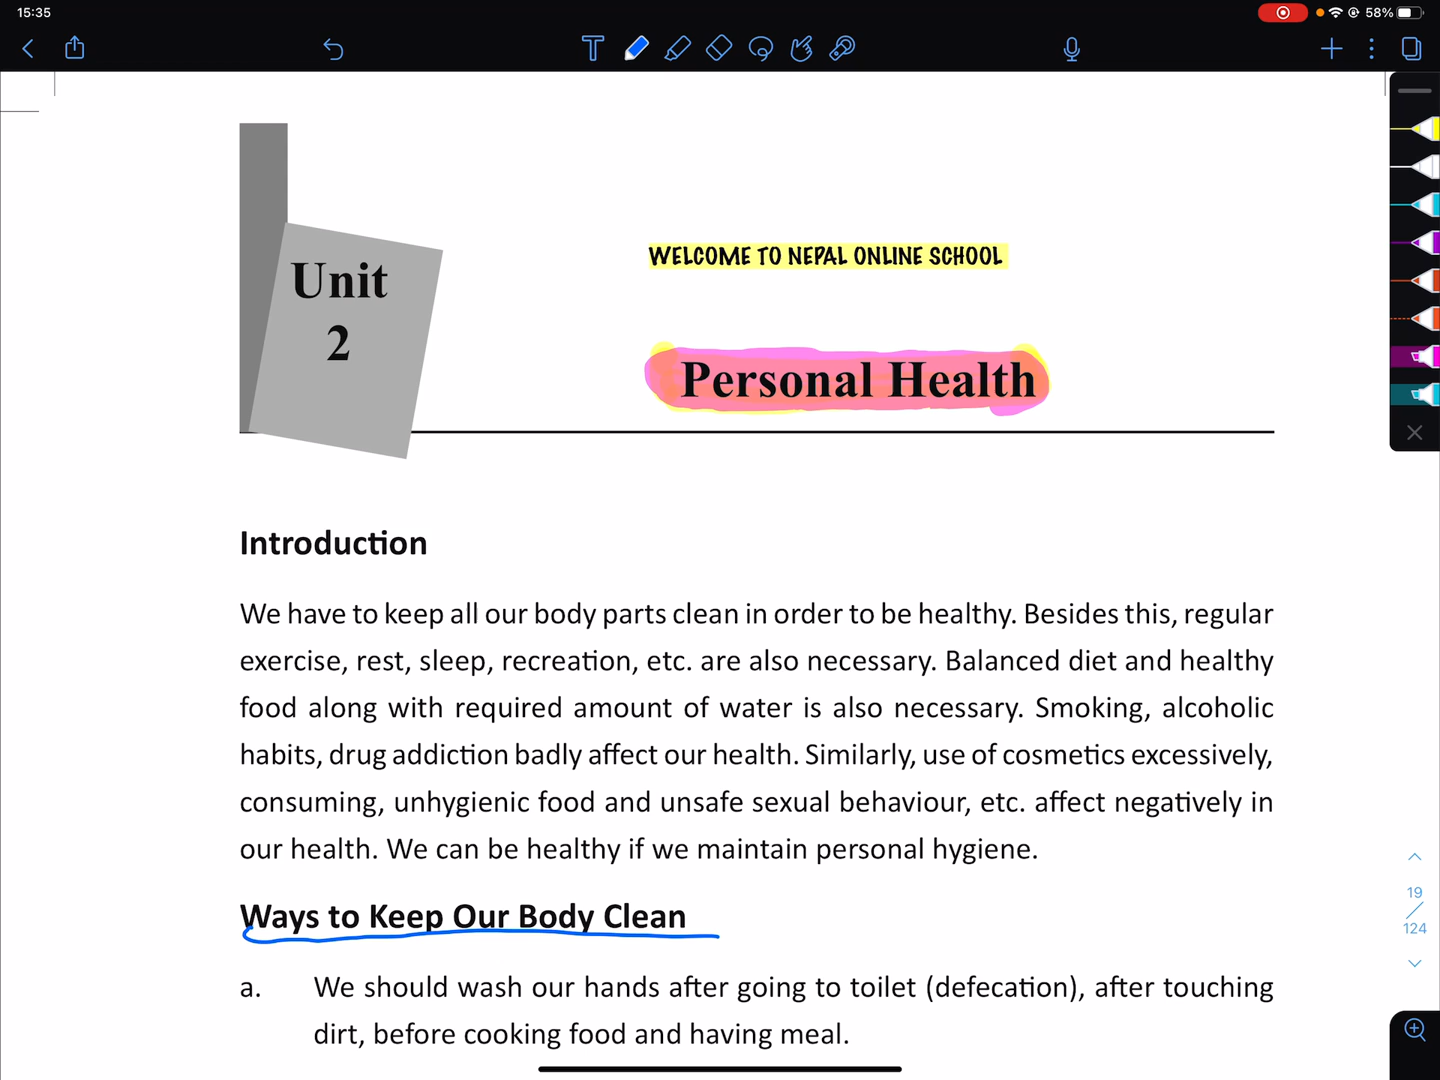 15:35
58%
WELCOME TO NEPAL ONLINE SCHOOL
Unit
2
Personal Health
Introduction
We have to keep all our body parts clean in order to be healthy. Besides this, regular
exercise, rest, sleep, recreation, etc. are also necessary. Balanced diet and healthy
food along with required amount of water is also necessary. Smoking, alcoholic
habits, drug addiction badly affect our health. Similarly, use of cosmetics excessively,
consuming, unhygienic food and unsafe sexual behaviour, etc. affect negatively in
our health. We can be healthy if we maintain personal hygiene.
19
124
Ways to Keep Our Body Clean
a. We should wash our hands after going to toilet (defecation), after touching
dirt, before cooking food and having meal.